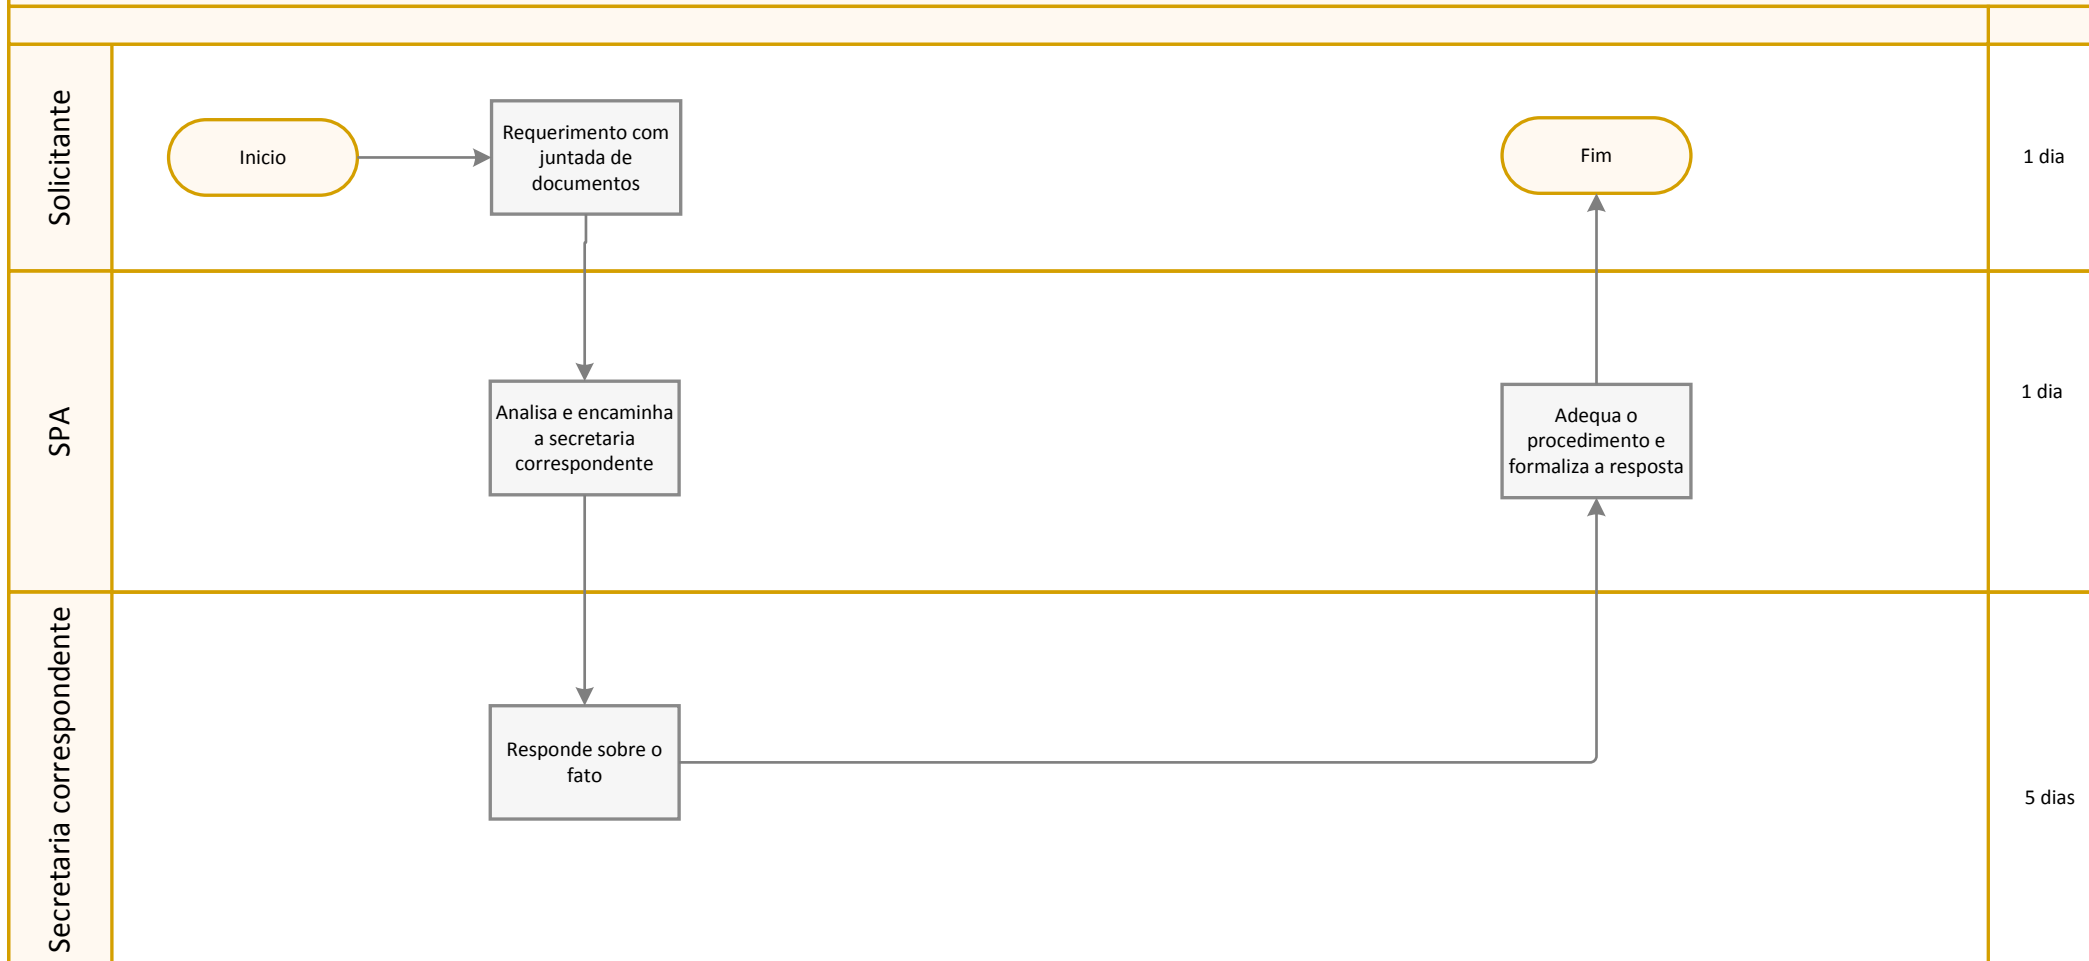 Solicitante
Inicio
Requerimento com
juntada de
documentos
Fim
1 dia
SPA
Analisa e encaminha
a secretaria
correspondente
Adequa o
procedimento e
formaliza a resposta
1 dia
Secretaria correspondente
Responde sobre o
fato
5 dias